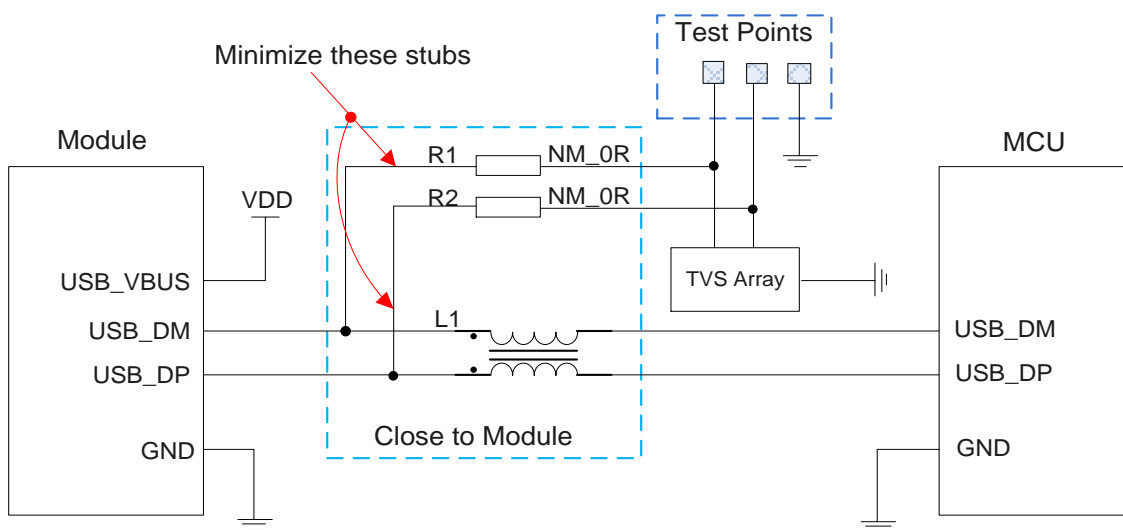 Test Points
Minimize these stubs
Module
MCU
R1
NM_0R
VDD
R2
NM_0R
USB_VBUS
TVS Array
L1
USB_DM
USB_DM
USB_DP
USB_DP
Close to Module
GND
GND